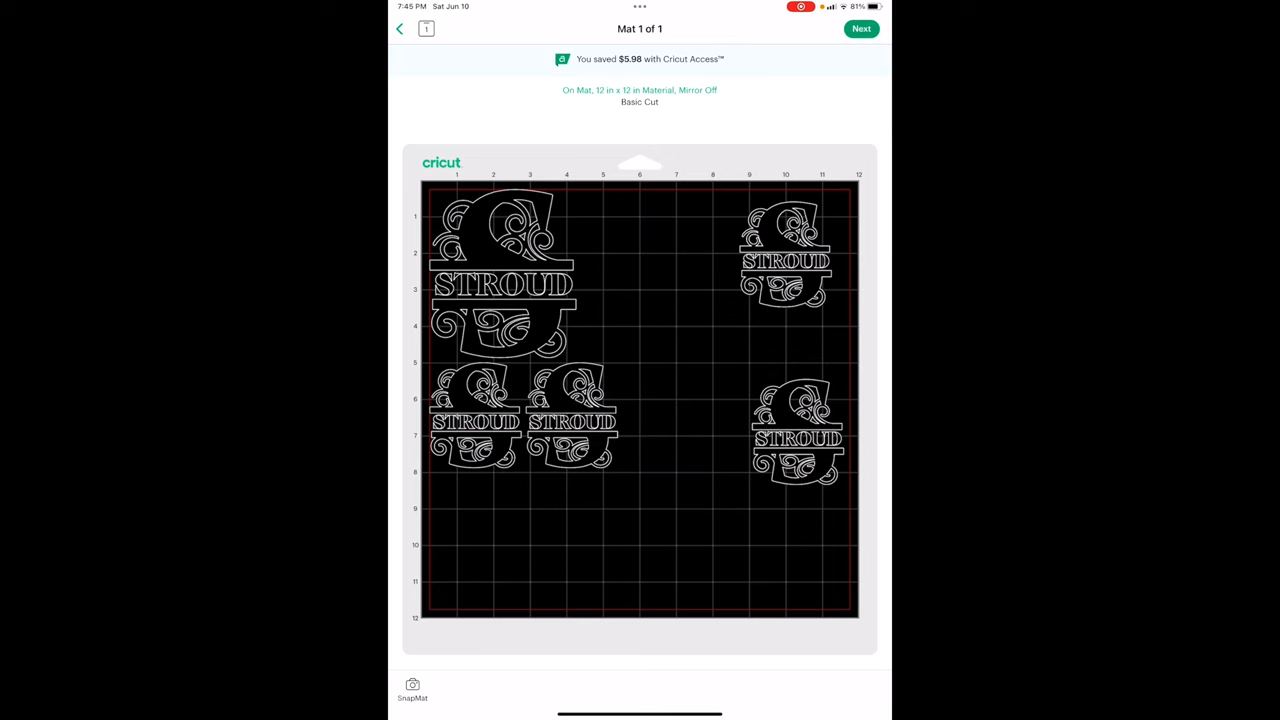 7:45 PM Sat Jun 10
81%
1
Mat 1 of 1
Next
You saved $5.98 with Cricut Access™
On Mat, 12 in x 12 in Material, Mirror Off
Basic Cut
cricut
1 2 3 4 5 6 7 8 9 10 11 12
1
2
3
4
5
6
7
8
9
10
11
12
STROUD
STROUD
STROUD
STROUD
STROUD
SnapMat